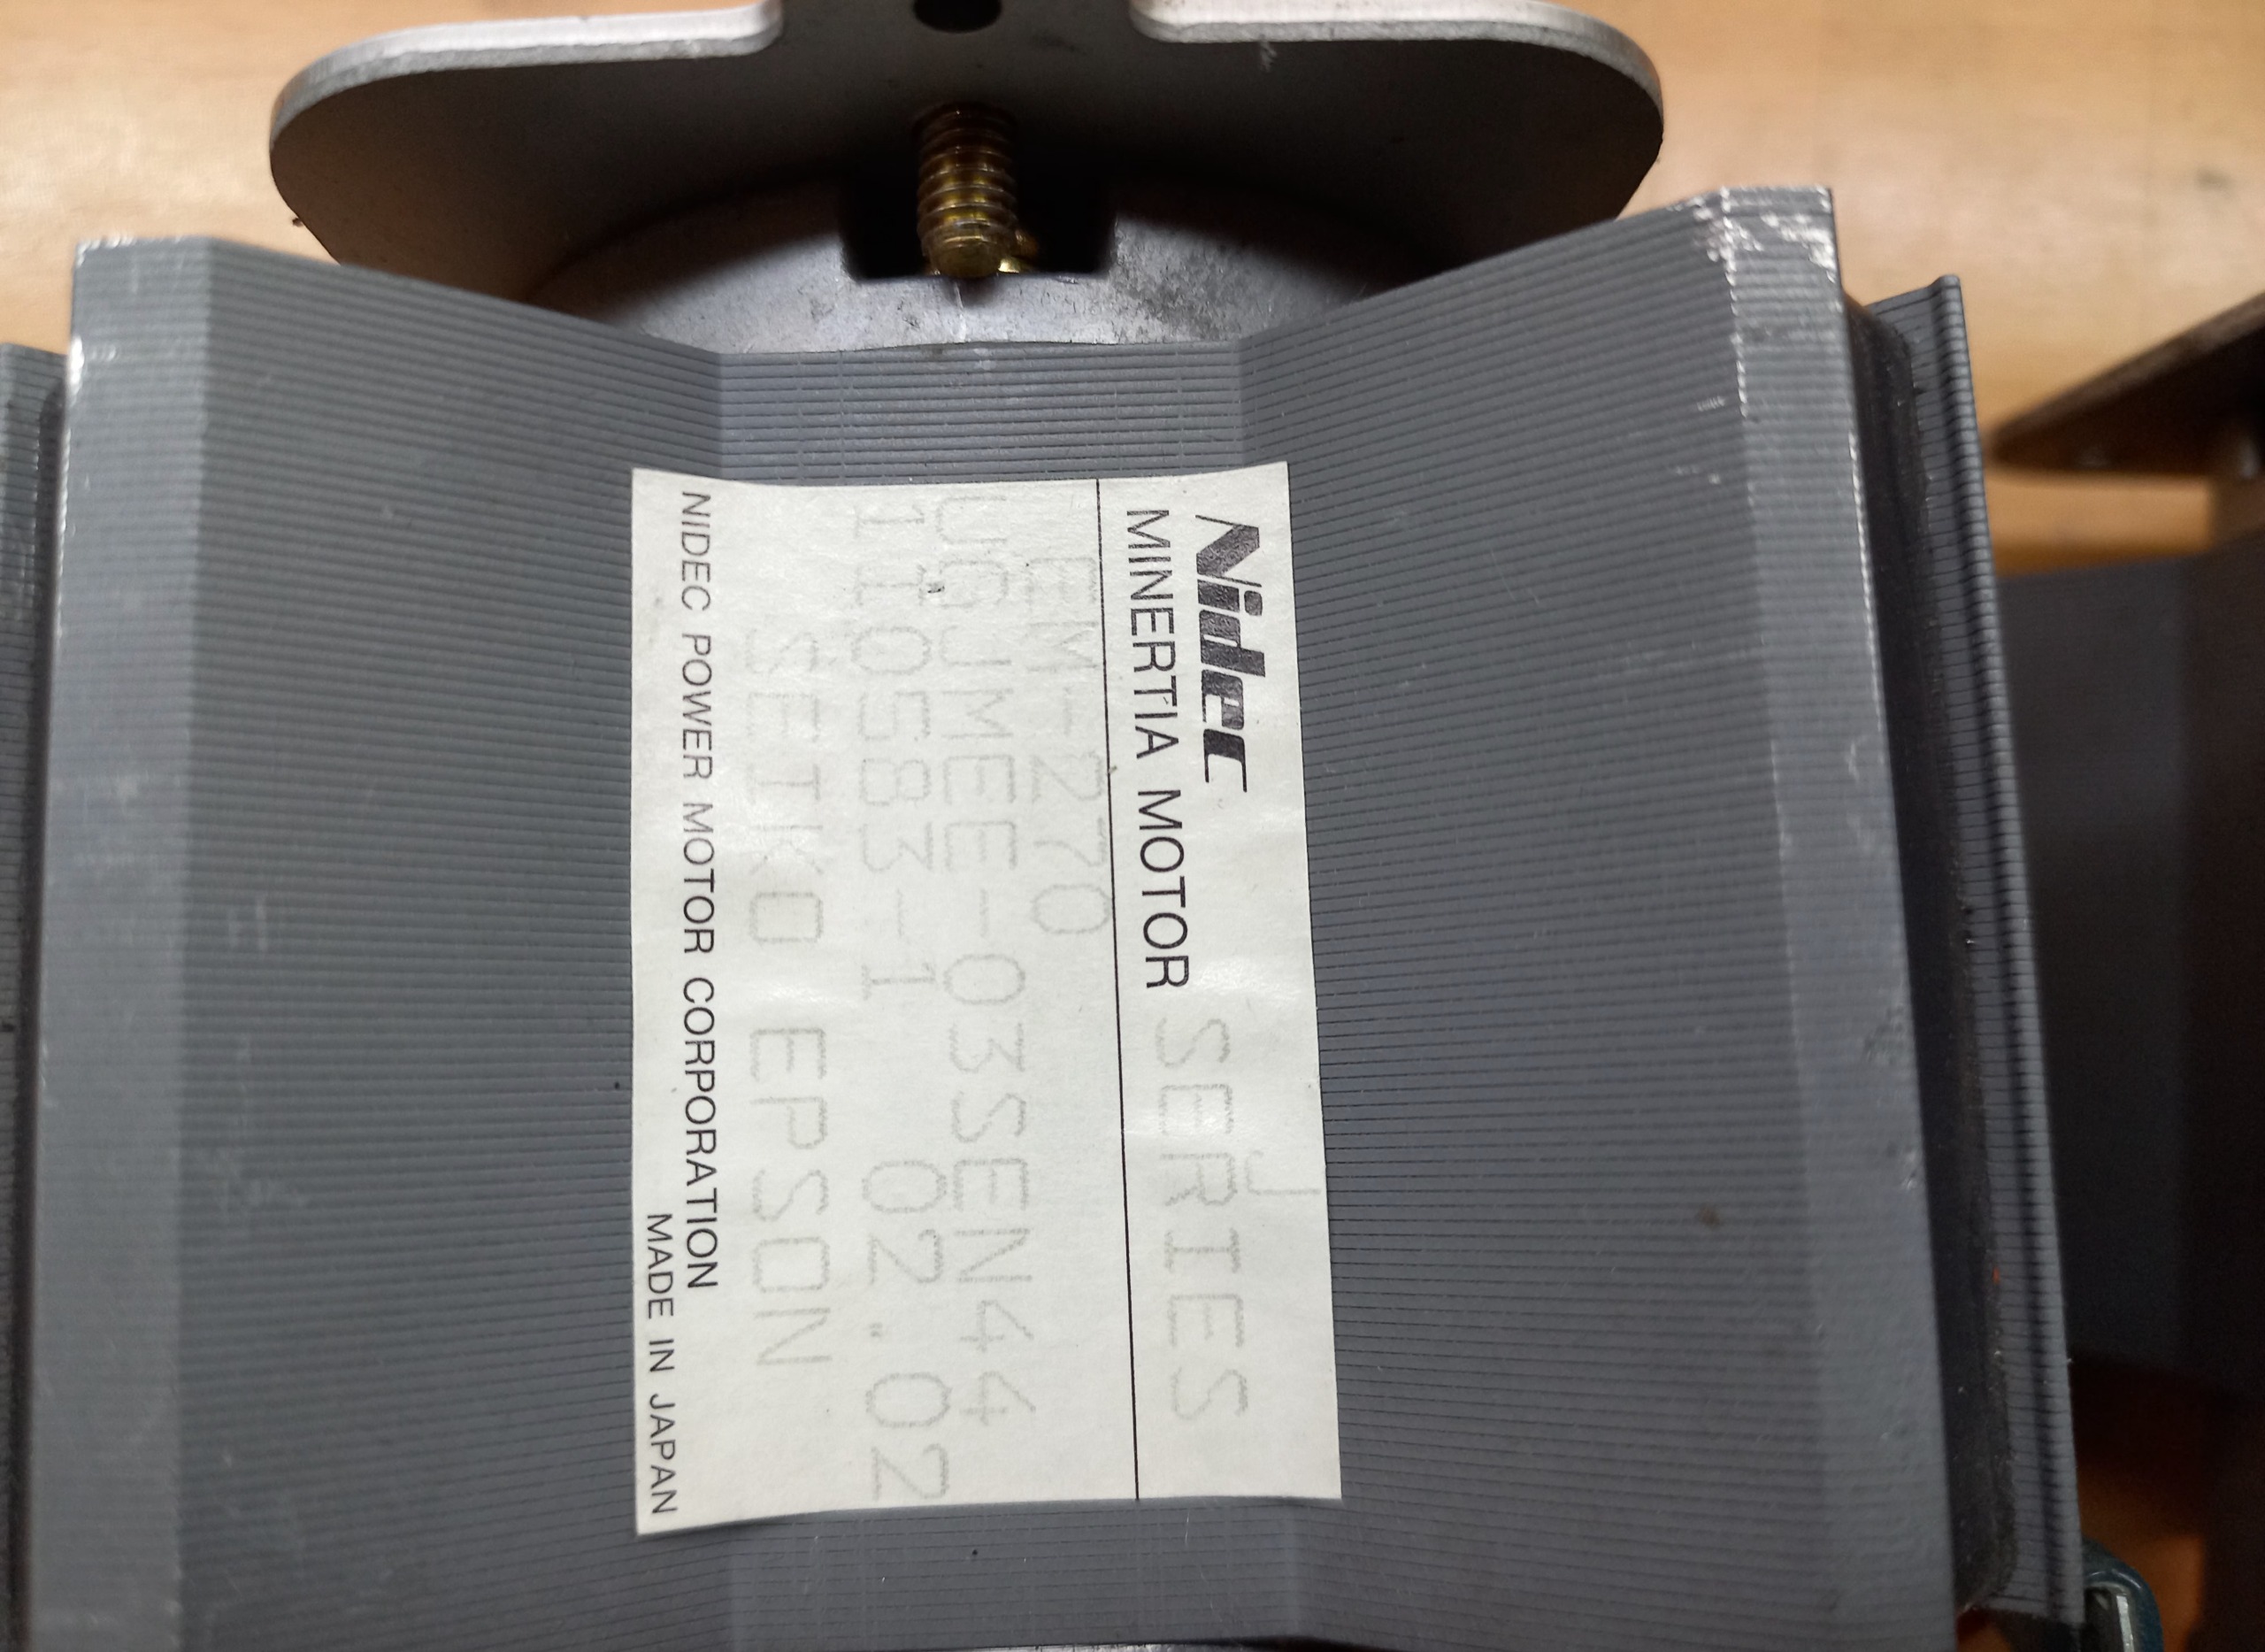 Nidec
J
MINERTIA MOTOR SERIES
EM-270
UGJMEE-03SEN44
110583-1 02.02
SEIKO EPSON
NIDEC POWER MOTOR CORPORATION
MADE IN JAPAN